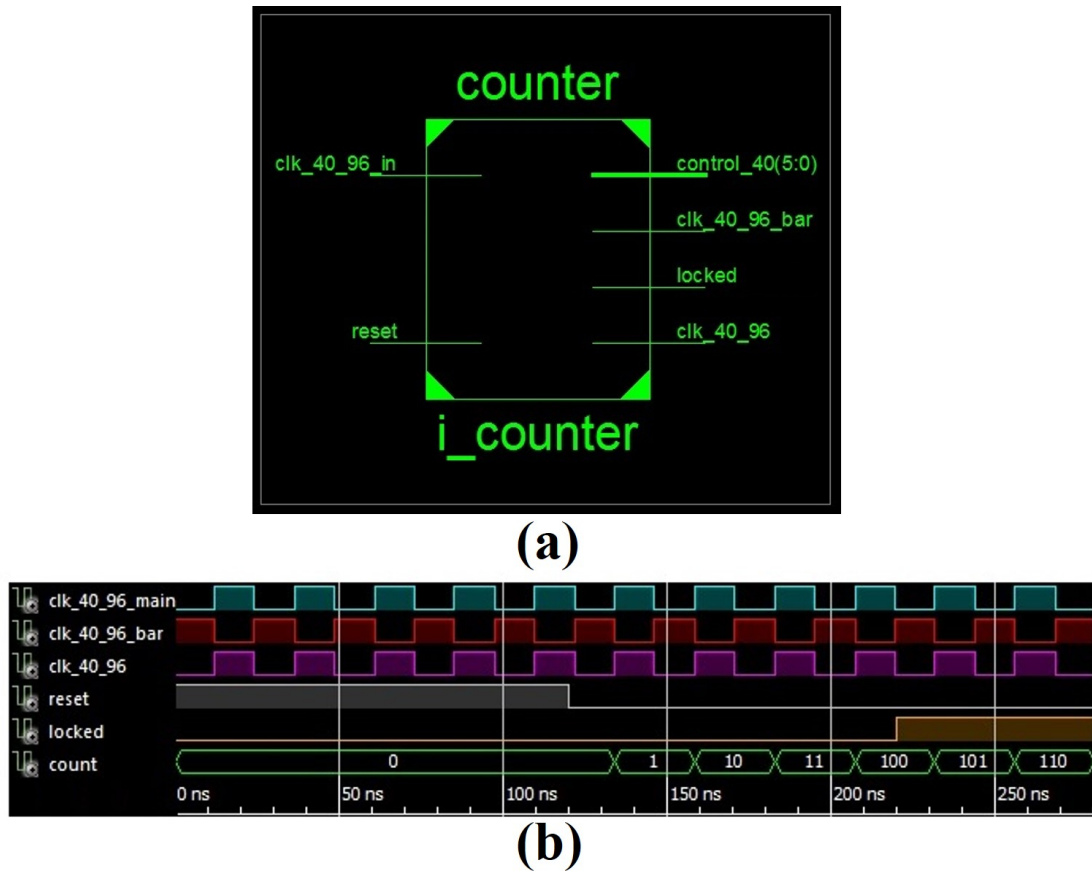 counter
clk_40_96_in
control_40(5:0)
clk_40_96_bar
locked
reset
clk_40_96
i_counter
(a)
clk_40_96_main
clk_40_96_bar
clk_40_96
reset
locked
count 0 1 10 11 100 101 110
0 ns 50 ns 100 ns 150 ns 200 ns 250 ns
(b)